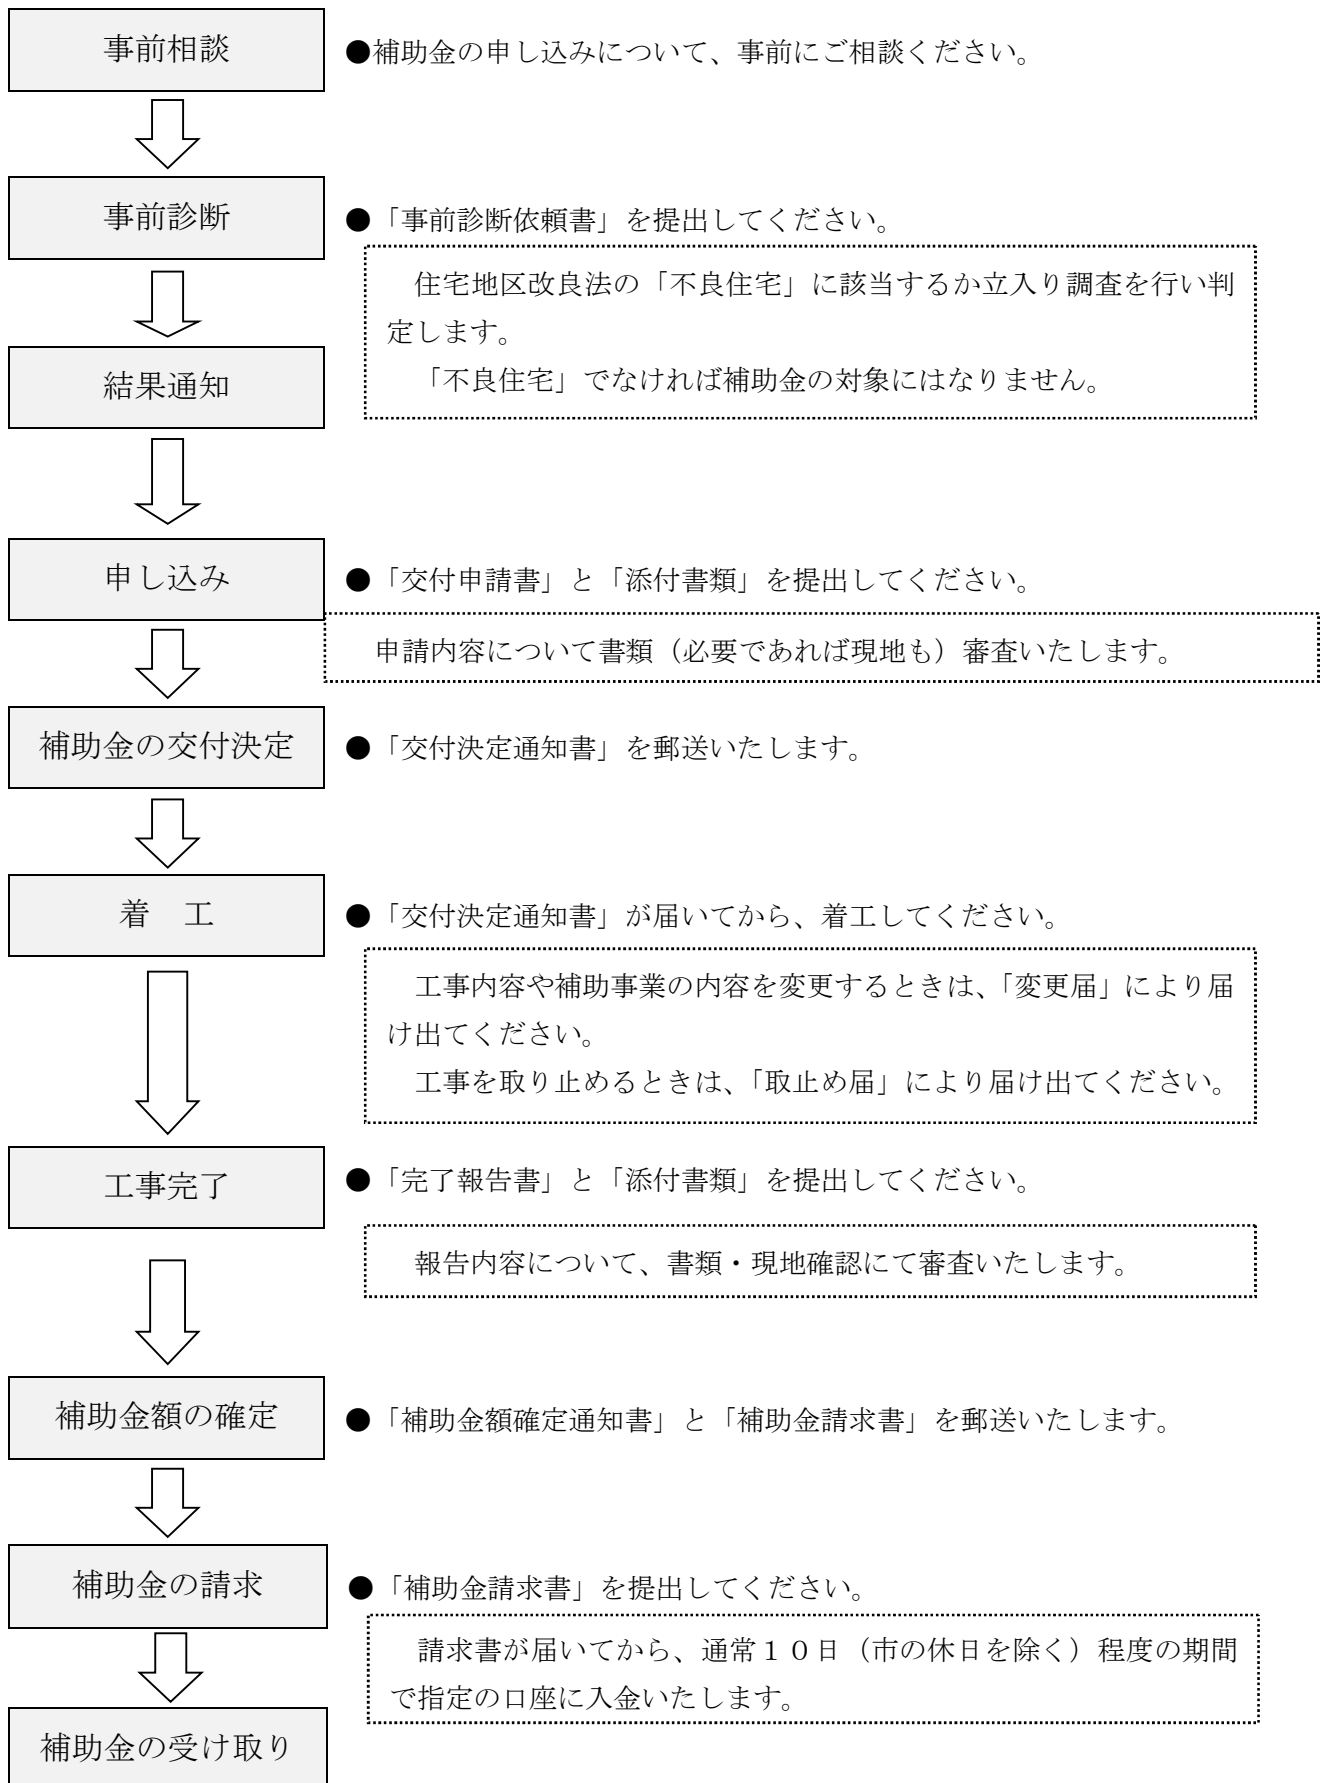 事前相談
●補助金の申し込みについて、事前にご相談ください。
事前診断
●「事前診断依頼書」を提出してください。
住宅地区改良法の「不良住宅」に該当するか立入り調査を行い判
定します。
「不良住宅」でなければ補助金の対象にはなりません。
結果通知
申し込み
●「交付申請書」と「添付書類」を提出してください。
申請内容について書類（必要であれば現地も）審査いたします。
補助金の交付決定
●「交付決定通知書」を郵送いたします。
着　工
●「交付決定通知書」が届いてから、着工してください。
工事内容や補助事業の内容を変更するときは、「変更届」により届
け出てください。
工事を取り止めるときは、「取止め届」により届け出てください。
工事完了
●「完了報告書」と「添付書類」を提出してください。
報告内容について、書類・現地確認にて審査いたします。
補助金額の確定
●「補助金額確定通知書」と「補助金請求書」を郵送いたします。
補助金の請求
●「補助金請求書」を提出してください。
請求書が届いてから、通常１０日（市の休日を除く）程度の期間
で指定の口座に入金いたします。
補助金の受け取り